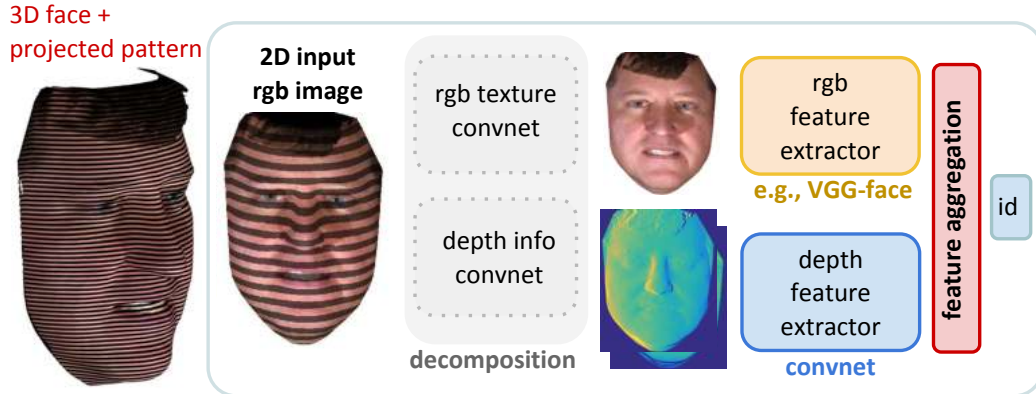 3D face +
projected pattern
2D input
rgb image
rgb texture
convnet
depth info
convnet
decomposition
rgb
feature
extractor
e.g., VGG-face
depth
feature
extractor
convnet
feature aggregation
id